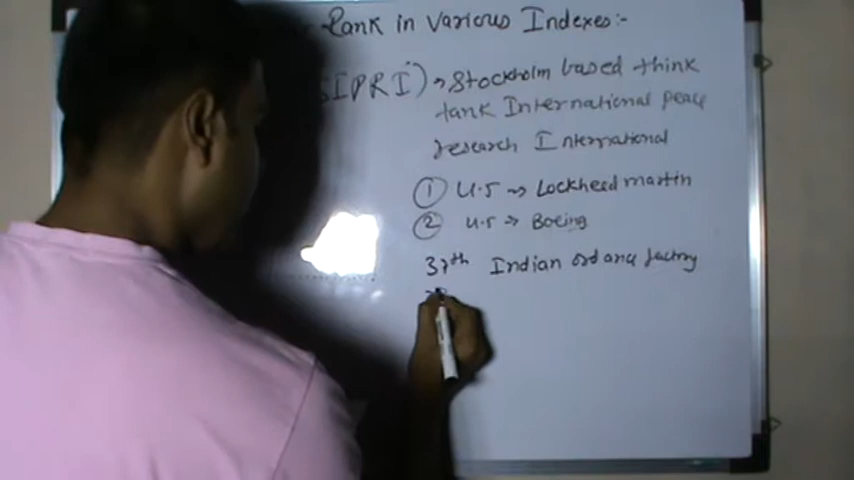 Rank in Various Indexes:-
SIPRI) → Stockholm based think
tank International peace
research International
① U.S → Lockheed martin
② U.S → Boeing
37th Indian ordance factory